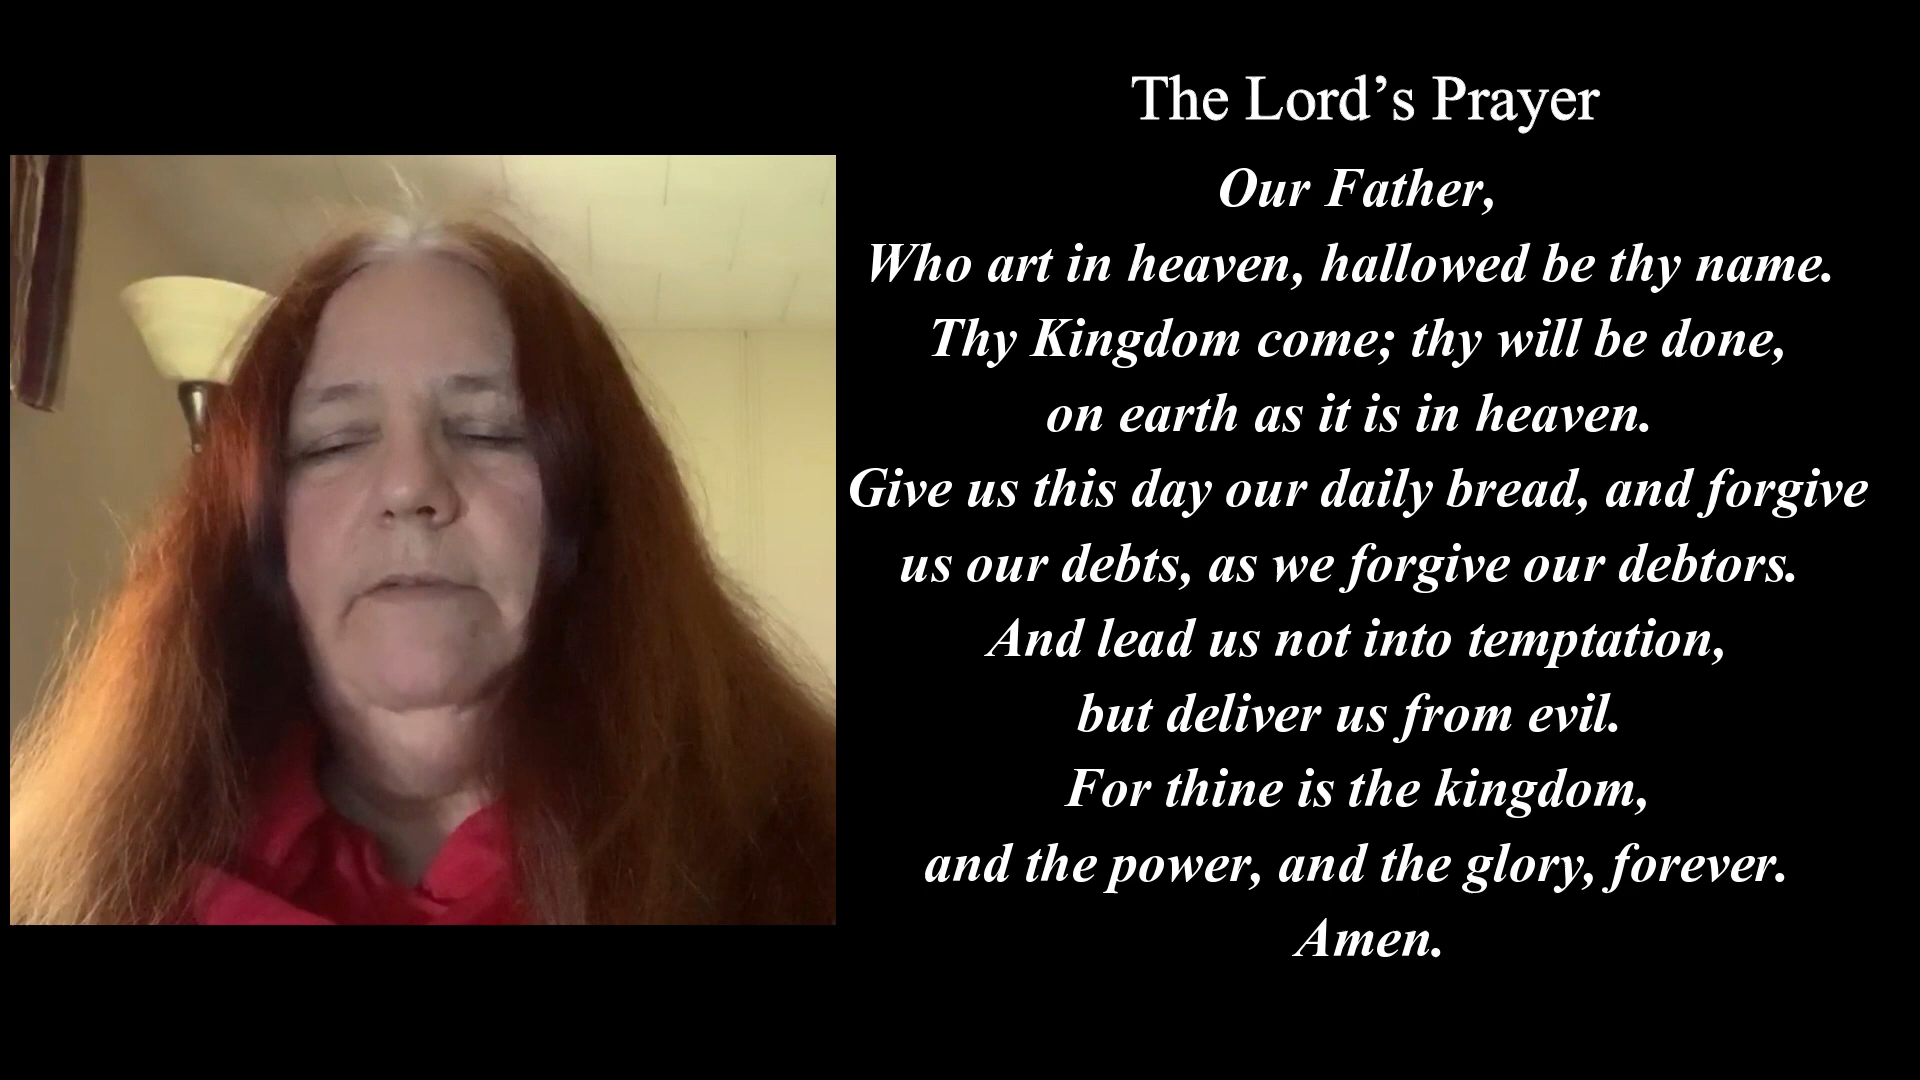 The Lord’s Prayer
Our Father,
Who art in heaven, hallowed be thy name.
Thy Kingdom come; thy will be done,
on earth as it is in heaven.
Give us this day our daily bread, and forgive
us our debts, as we forgive our debtors.
And lead us not into temptation,
but deliver us from evil.
For thine is the kingdom,
and the power, and the glory, forever.
Amen.